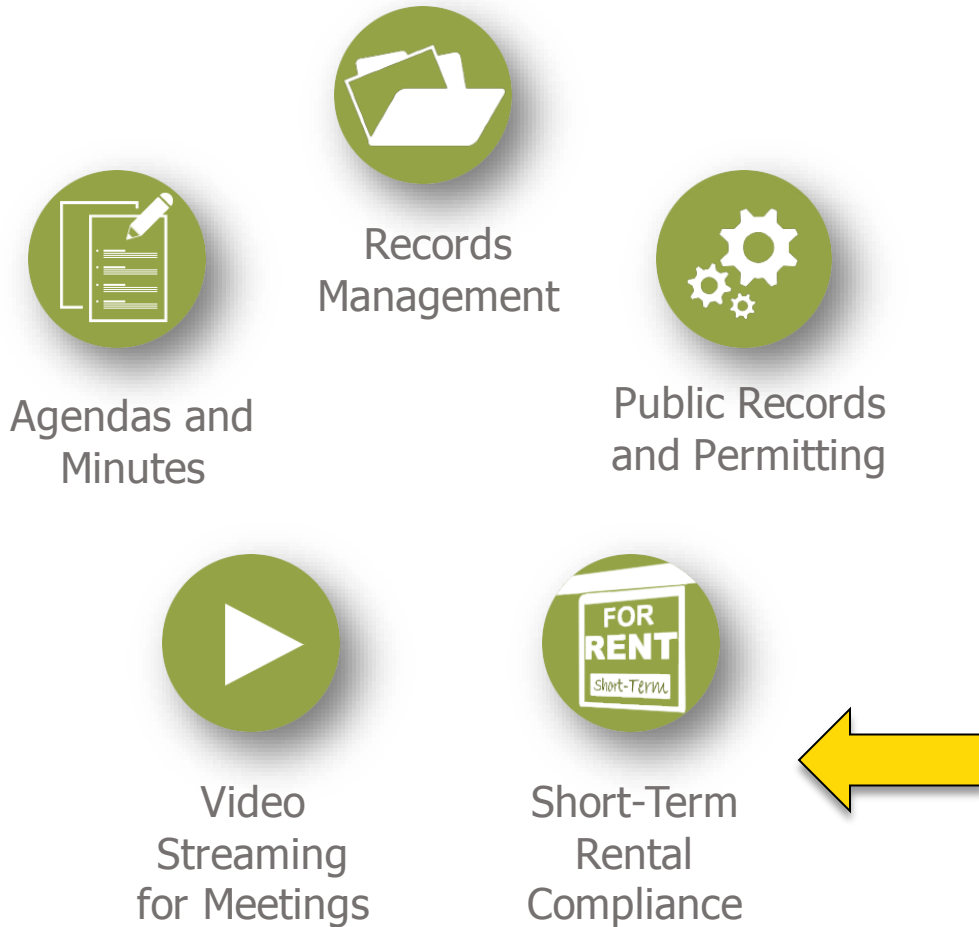 Records
Management
Agendas and
Minutes
Public Records
and Permitting
FOR
RENT
Short-Term
Video
Streaming
for Meetings
Short-Term
Rental
Compliance